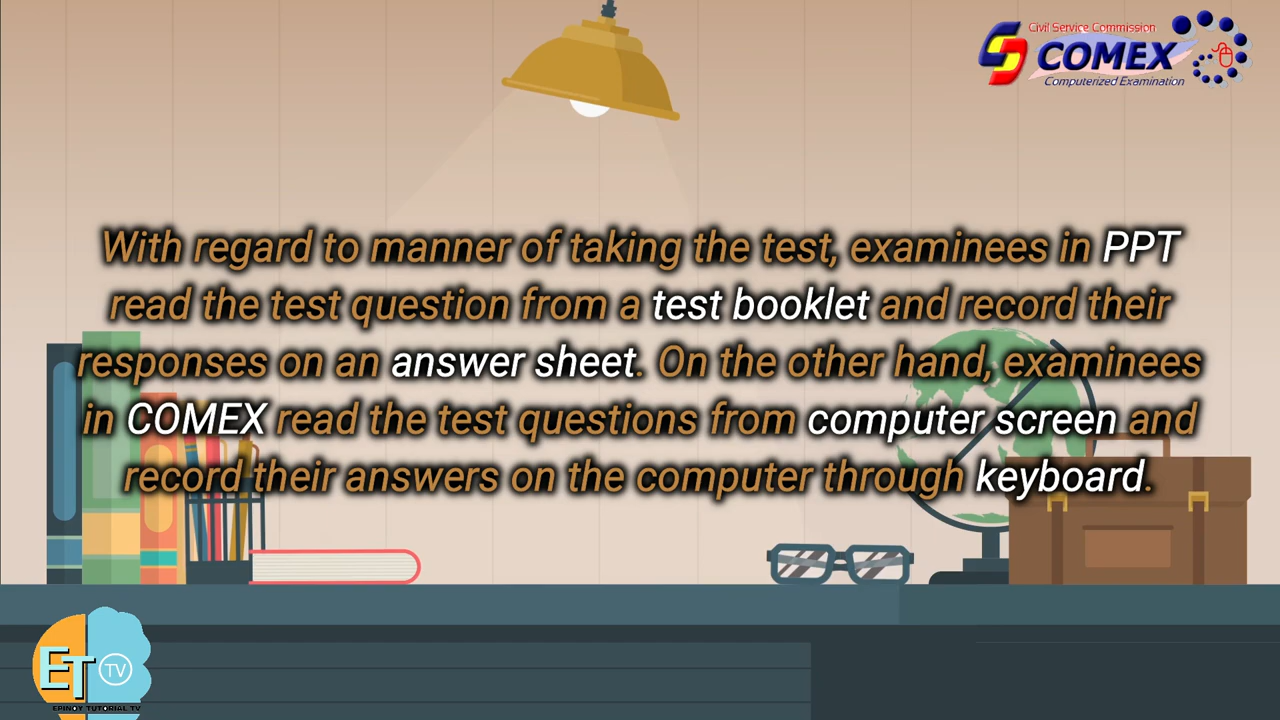 Civil Service Commission
COMEX
Computerized Examination
With regard to manner of taking the test, examinees in PPT
read the test question from a test booklet and record their
responses on an answer sheet. On the other hand, examinees
in COMEX read the test questions from computer screen and
record their answers on the computer through keyboard.
ET TV
EPINOY TUTORIAL TV